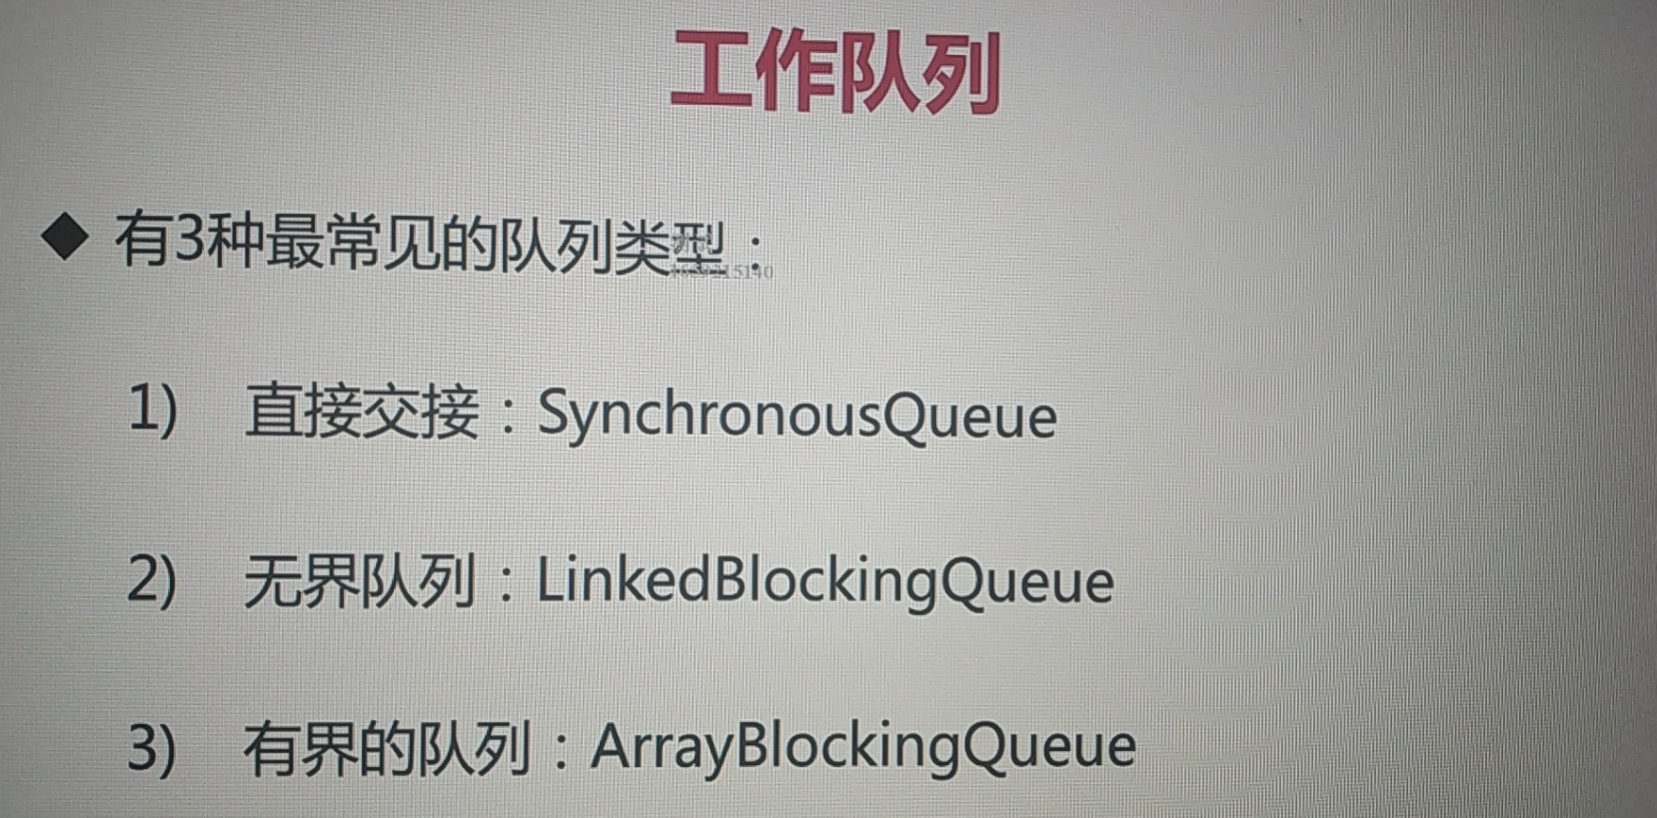 工作队列
◆ 有3种最常见的队列类型：
1) 直接交接：SynchronousQueue
2) 无界队列：LinkedBlockingQueue
3) 有界的队列：ArrayBlockingQueue